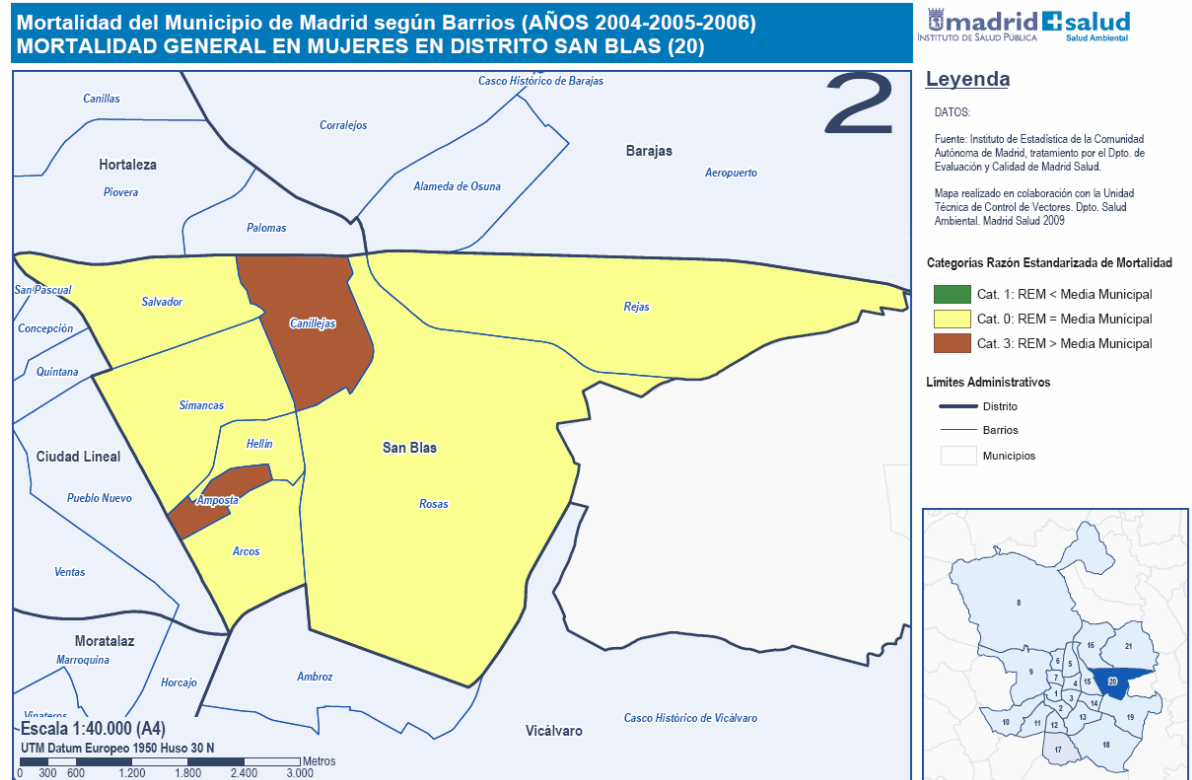 Mortalidad del Municipio de Madrid según Barrios (AÑOS 2004-2005-2006)
MORTALIDAD GENERAL EN MUJERES EN DISTRITO SAN BLAS (20)
madrid salud
INSTITUTO DE SALUD PÚBLICA
Salud Ambiental
2
Casco Histórico de Barajas
Canillas
Corralejos
Hortaleza
Barajas
Piovera
Alameda de Osuna
Aeropuerto
Palomas
San Pascual
Salvador
Rejas
Concepción
Canillejas
Quintana
Simancas
Hellín
San Blas
Ciudad Lineal
Pueblo Nuevo
Amposta
Rosas
Arcos
Ventas
Moratalaz
Marroquina
Horcajo
Ambroz
Vinateros
Casco Histórico de Vicálvaro
Vicálvaro
Escala 1:40.000 (A4)
UTM Datum Europeo 1950 Huso 30 N
Metros
0 300 600 1.200 1.800 2.400 3.000
Leyenda
DATOS:
Fuente: Instituto de Estadística de la Comunidad
Autónoma de Madrid, tratamiento por el Dpto. de
Evaluación y Calidad de Madrid Salud.
Mapa realizado en colaboración con la Unidad
Técnica de Control de Vectores. Dpto. Salud
Ambiental. Madrid Salud 2009
Categorías Razón Estandarizada de Mortalidad
Cat. 1: REM < Media Municipal
Cat. 0: REM = Media Municipal
Cat. 3: REM > Media Municipal
Límites Administrativos
Distrito
Barrios
Municipios
8
16
21
6
5
9
7
4
15
20
1
3
14
2
10
11
12
13
19
17
18